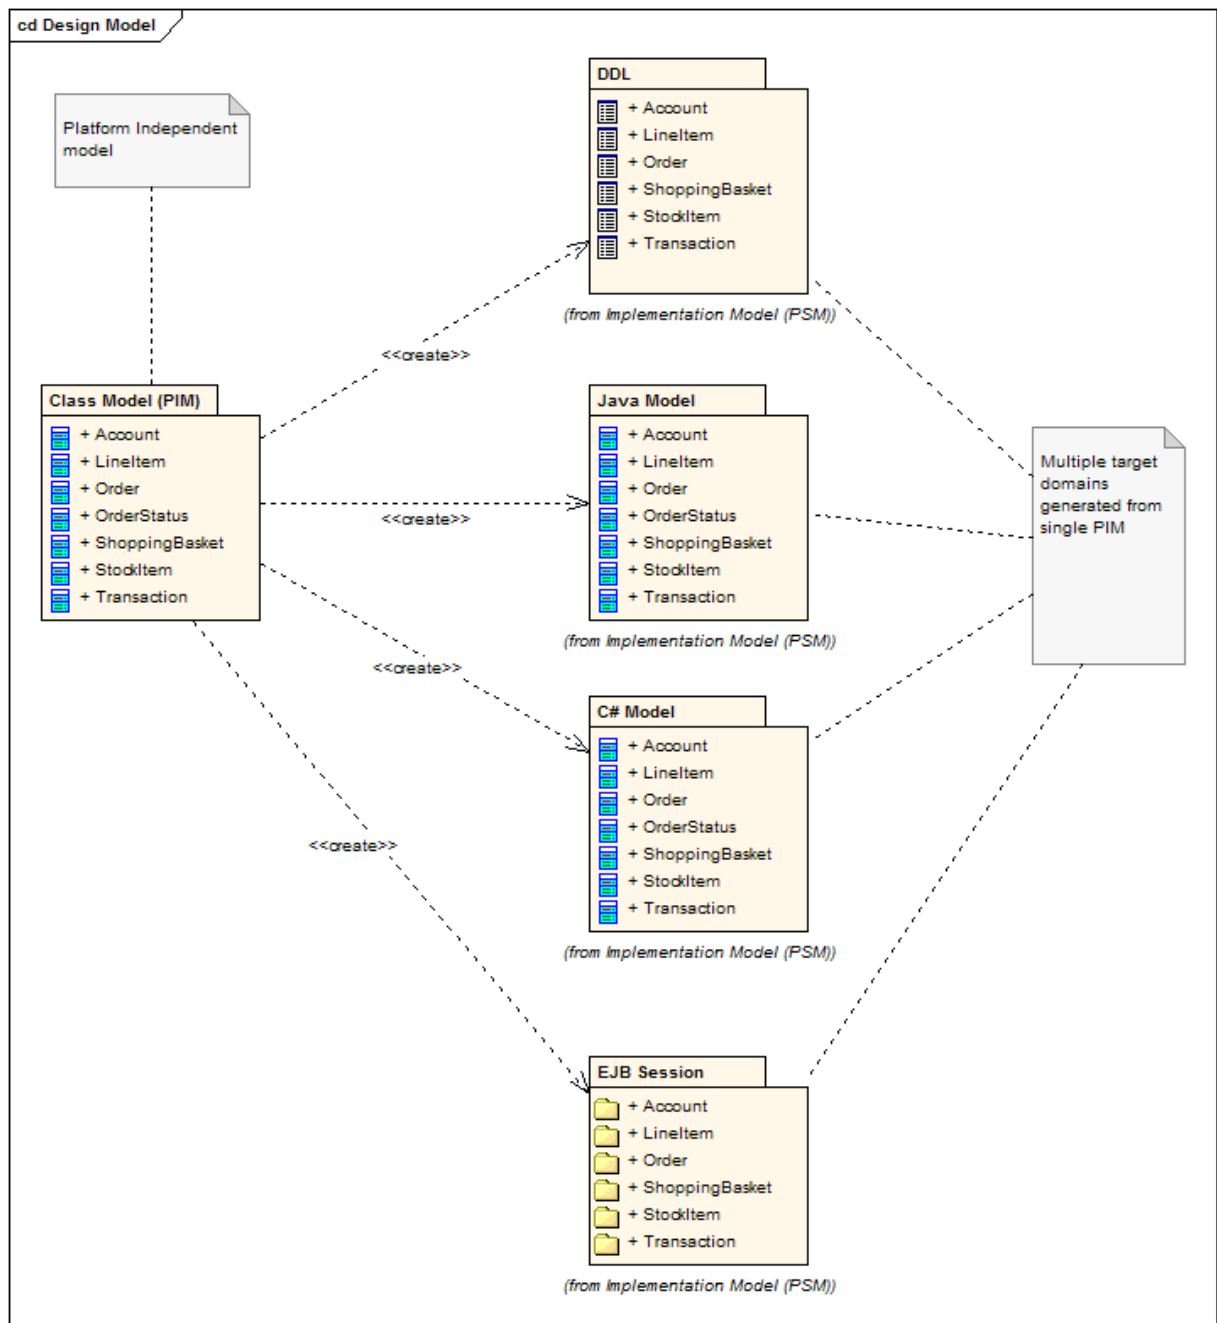 cd Design Model
Platform Independent
model
DDL
+ Account
+ LineItem
+ Order
+ ShoppingBasket
+ StockItem
+ Transaction
(from Implementation Model (PSM))
<<create>>
Class Model (PIM)
+ Account
+ LineItem
+ Order
+ OrderStatus
+ ShoppingBasket
+ StockItem
+ Transaction
<<create>>
Java Model
+ Account
+ LineItem
+ Order
+ OrderStatus
+ ShoppingBasket
+ StockItem
+ Transaction
(from Implementation Model (PSM))
Multiple target
domains
generated from
single PIM
<<create>>
C# Model
+ Account
+ LineItem
+ Order
+ OrderStatus
+ ShoppingBasket
+ StockItem
+ Transaction
(from Implementation Model (PSM))
<<create>>
EJB Session
+ Account
+ LineItem
+ Order
+ ShoppingBasket
+ StockItem
+ Transaction
(from Implementation Model (PSM))